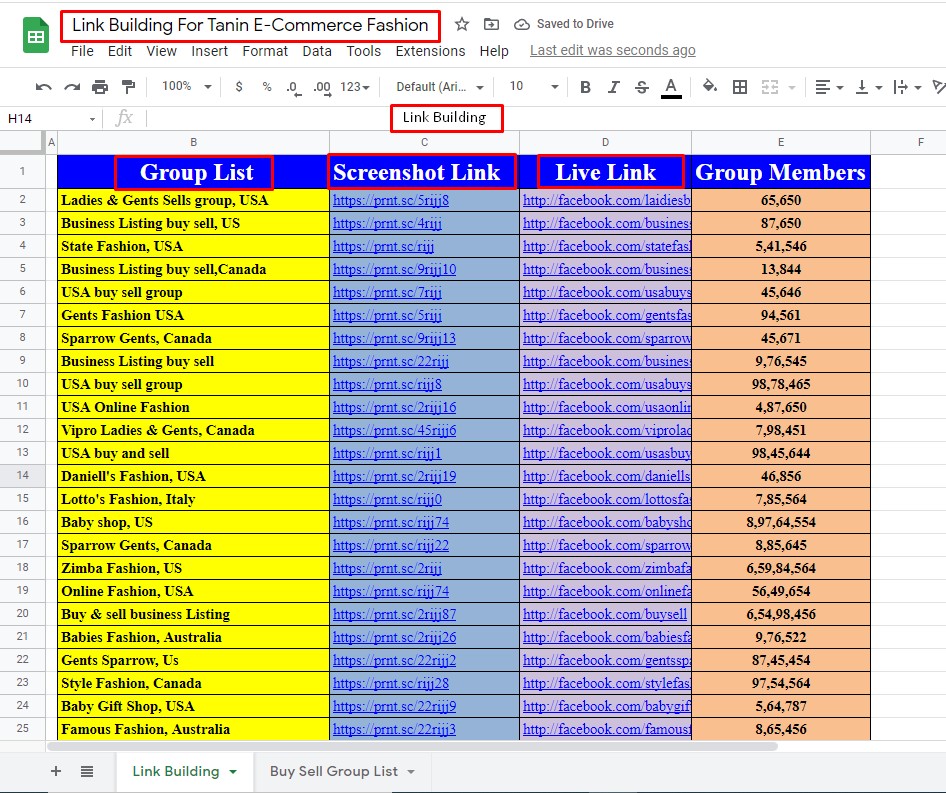 Link Building For Tanin E-Commerce Fashion Saved to Drive
File Edit View Insert Format Data Tools Extensions Help Last edit was seconds ago
100% $ % .0 .00 123 Default (Ari... 10 B I S A
H14 fx Link Building
A B C D E F
1 Group List Screenshot Link Live Link Group Members
2 Ladies & Gents Sells group, USA https://prnt.sc/5rijj8 http://facebook.com/laidiesb 65,650
3 Business Listing buy sell, US https://prnt.sc/4rijj http://facebook.com/business 87,650
4 State Fashion, USA https://prnt.sc/rijj http://facebook.com/statefas 5,41,546
5 Business Listing buy sell,Canada https://prnt.sc/9rijj10 http://facebook.com/business 13,844
6 USA buy sell group https://prnt.sc/7rijj http://facebook.com/usabuys 45,646
7 Gents Fashion USA https://prnt.sc/5rijj http://facebook.com/gentsfas 94,561
8 Sparrow Gents, Canada https://prnt.sc/9rijj13 http://facebook.com/sparrow 45,671
9 Business Listing buy sell https://prnt.sc/22rijj http://facebook.com/business 9,76,545
10 USA buy sell group https://prnt.sc/rijj8 http://facebook.com/usabuys 98,78,465
11 USA Online Fashion https://prnt.sc/2rijj16 http://facebook.com/usaonlin 4,87,650
12 Vipro Ladies & Gents, Canada https://prnt.sc/45rijj6 http://facebook.com/viprolad 7,98,451
13 USA buy and sell https://prnt.sc/rijj1 http://facebook.com/usasbuy 98,45,644
14 Daniell's Fashion, USA https://prnt.sc/2rijj19 http://facebook.com/daniells 46,856
15 Lotto's Fashion, Italy https://prnt.sc/rijj0 http://facebook.com/lottosfas 7,85,564
16 Baby shop, US https://prnt.sc/rijj74 http://facebook.com/babysho 8,97,64,554
17 Sparrow Gents, Canada https://prnt.sc/rijj22 http://facebook.com/sparrow 8,85,645
18 Zimba Fashion, US https://prnt.sc/2rijj http://facebook.com/zimbafa 6,59,84,564
19 Online Fashion, USA https://prnt.sc/rijj74 http://facebook.com/onlinefa 56,49,654
20 Buy & sell business Listing https://prnt.sc/2rijj87 http://facebook.com/buysell 6,54,98,456
21 Babies Fashion, Australia https://prnt.sc/2rijj26 http://facebook.com/babiesfa 9,76,522
22 Gents Sparrow, Us https://prnt.sc/22rijj2 http://facebook.com/gentsspa 87,45,454
23 Style Fashion, Canada https://prnt.sc/rijj28 http://facebook.com/stylefas 97,54,564
24 Baby Gift Shop, USA https://prnt.sc/22rijj9 http://facebook.com/babygif 5,64,787
25 Famous Fashion, Australia https://prnt.sc/22rijj3 http://facebook.com/famousf 8,65,456
Link Building Buy Sell Group List